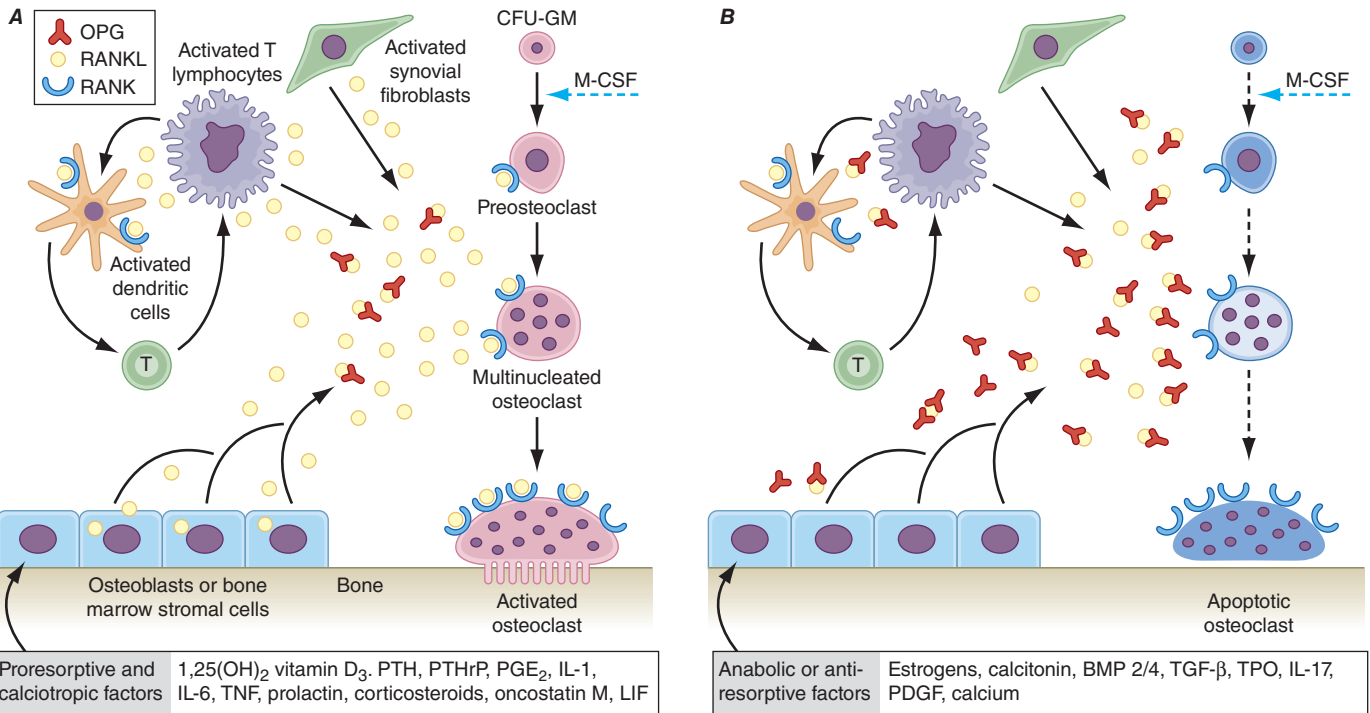 A
OPG
RANKL
RANK
Activated T
lymphocytes
Activated
synovial
fibroblasts
CFU-GM
M-CSF
Preosteoclast
Activated
dendritic
cells
T
Multinucleated
osteoclast
Osteoblasts or bone
marrow stromal cells
Bone
Activated
osteoclast
Proresorptive and
calciotropic factors
1,25(OH)₂ vitamin D₃. PTH, PTHrP, PGE₂, IL-1,
IL-6, TNF, prolactin, corticosteroids, oncostatin M, LIF
B
M-CSF
T
Apoptotic
osteoclast
Anabolic or anti-
resorptive factors
Estrogens, calcitonin, BMP 2/4, TGF-β, TPO, IL-17,
PDGF, calcium